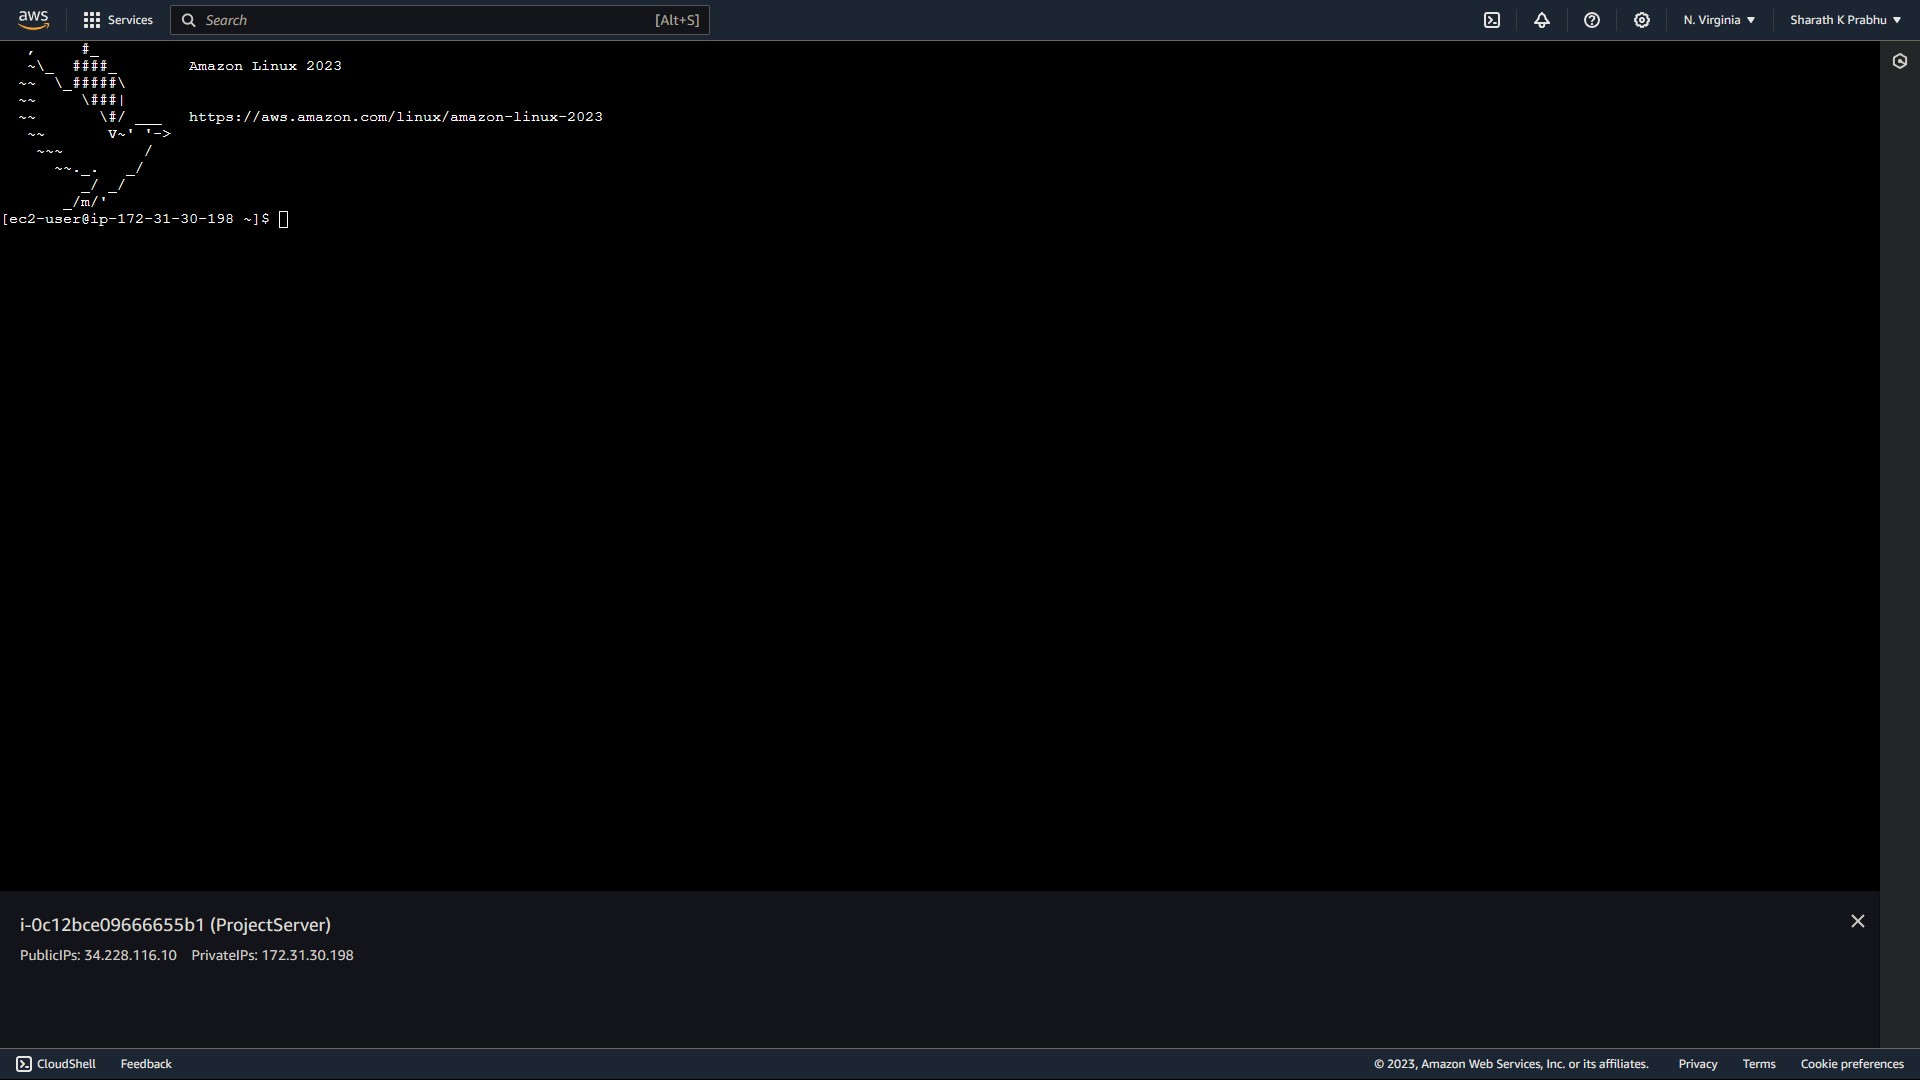 aws Services Search [Alt+S] N. Virginia Sharath K Prabhu
   ,     #_
   ~\_  ####_        Amazon Linux 2023
  ~~  \_#####\
  ~~     \###|
  ~~       \#/ ___   https://aws.amazon.com/linux/amazon-linux-2023
   ~~       V~' '->
    ~~~         /
      ~~._.   _/
         _/ _/
       _/m/'
[ec2-user@ip-172-31-30-198 ~]$
i-0c12bce09666655b1 (ProjectServer)
PublicIPs: 34.228.116.10 PrivateIPs: 172.31.30.198
CloudShell Feedback © 2023, Amazon Web Services, Inc. or its affiliates. Privacy Terms Cookie preferences